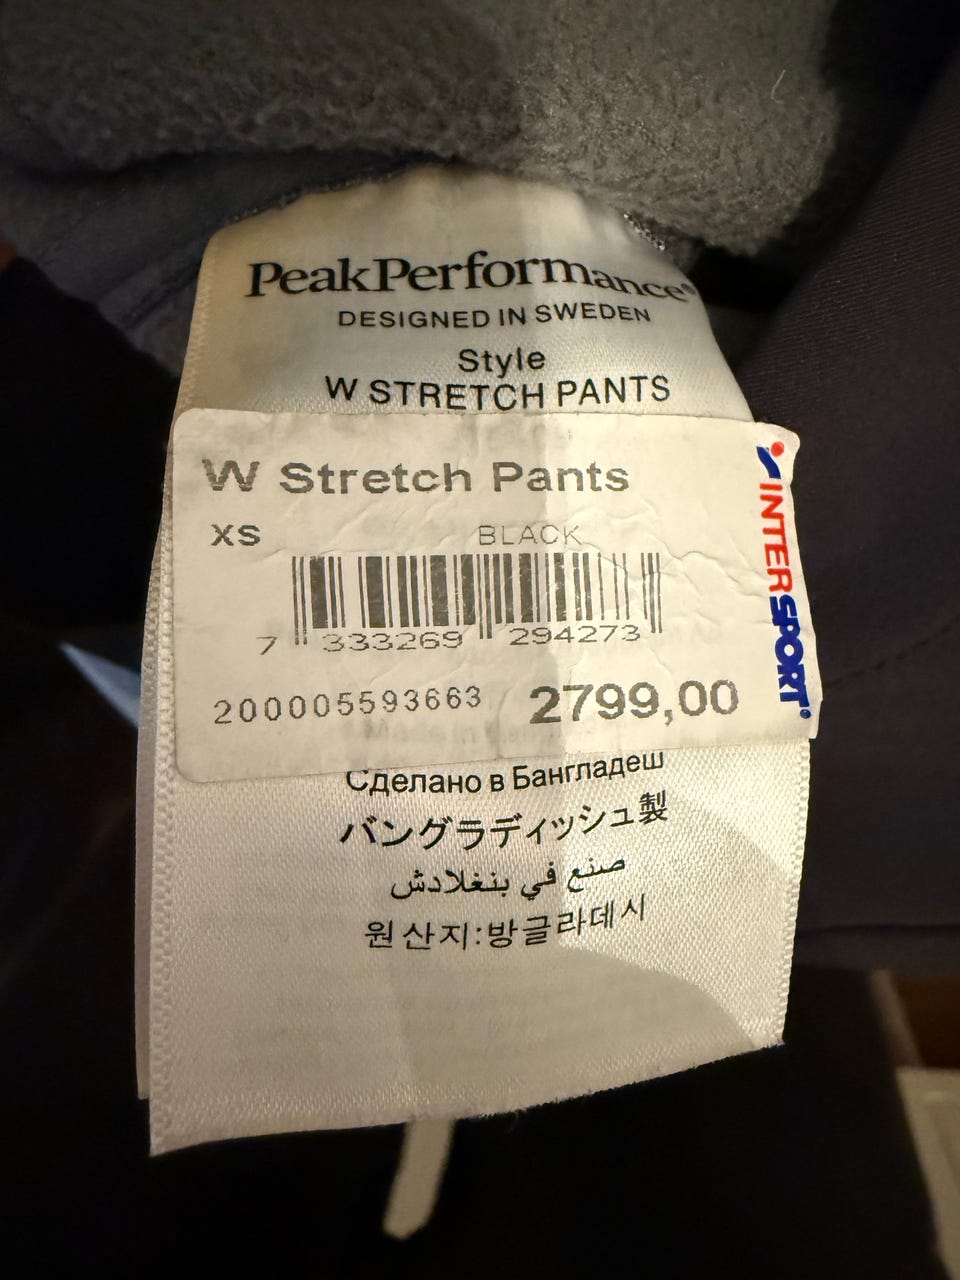 PeakPerformance®
DESIGNED IN SWEDEN
Style
W STRETCH PANTS
W Stretch Pants
XS BLACK
7 333269 294273
200005593663 2799,00
INTERSPORT®
Сделано в Бангладеш
バングラディッシュ製
صنع في بنغلادش
원산지:방글라데시